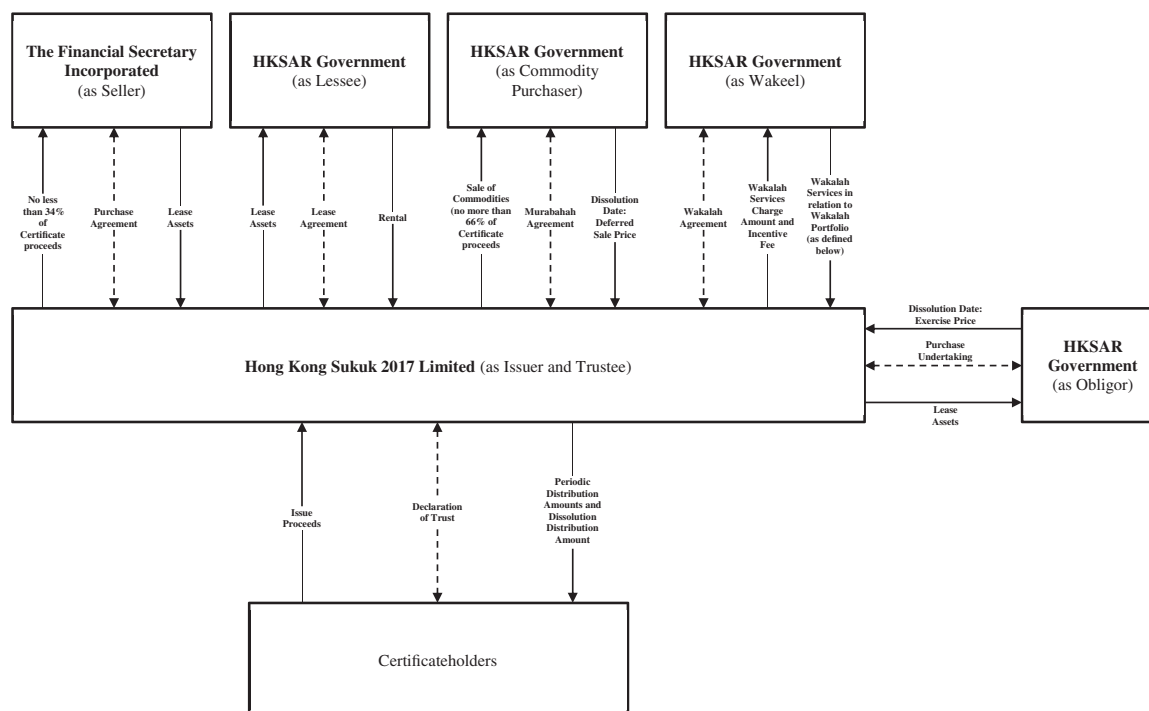 The Financial Secretary
Incorporated
(as Seller)
HKSAR Government
(as Lessee)
HKSAR Government
(as Commodity
Purchaser)
HKSAR Government
(as Wakeel)
No less
than 34%
of
Certificate
proceeds
Purchase
Agreement
Lease
Assets
Lease
Assets
Lease
Agreement
Rental
Sale of
Commodities
(no more than
66% of
Certificate
proceeds
Murabahah
Agreement
Dissolution
Date:
Deferred
Sale Price
Wakalah
Agreement
Wakalah
Services
Charge
Amount and
Incentive
Fee
Wakalah
Services in
relation to
Wakalah
Portfolio
(as defined
below)
Hong Kong Sukuk 2017 Limited (as Issuer and Trustee)
Dissolution Date:
Exercise Price
Purchase
Undertaking
Lease
Assets
HKSAR
Government
(as Obligor)
Issue
Proceeds
Declaration
of Trust
Periodic
Distribution
Amounts and
Dissolution
Distribution
Amount
Certificateholders